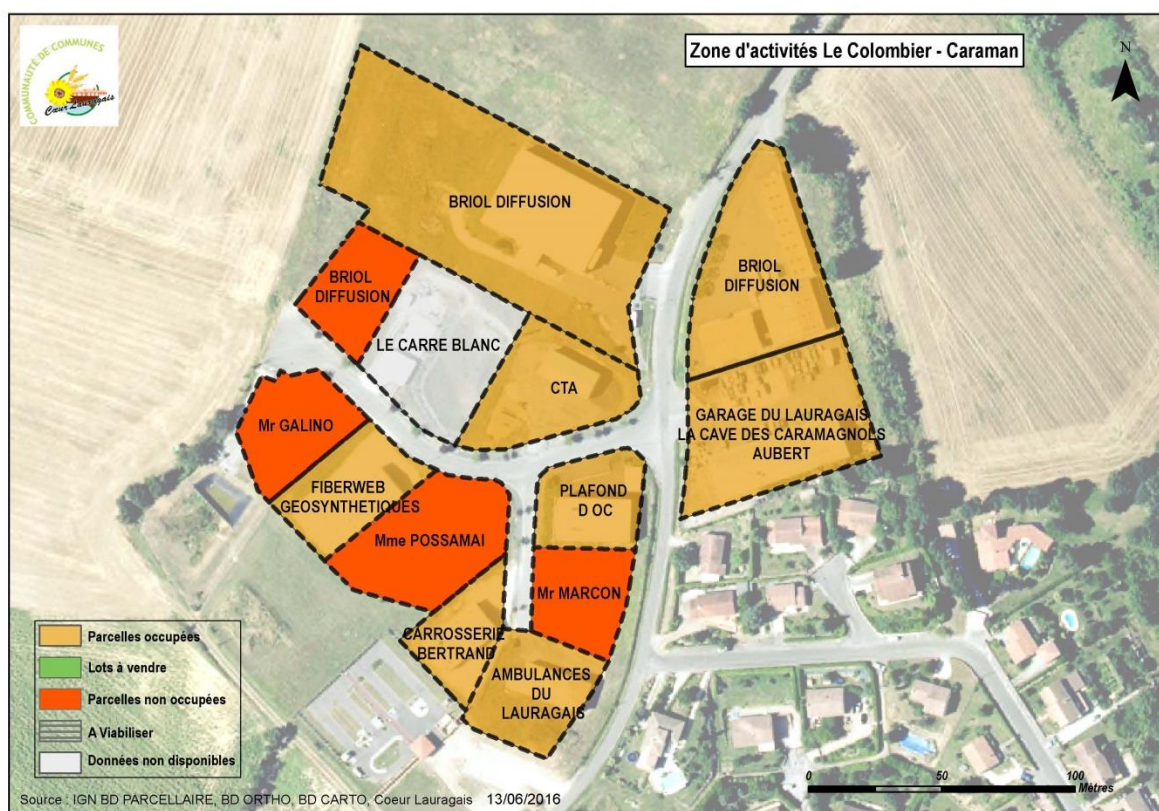 COMMUNAUTÉ DE COMMUNES
Cœur Lauragais
Zone d'activités Le Colombier - Caraman
N
BRIOL DIFFUSION
BRIOL
DIFFUSION
BRIOL
DIFFUSION
LE CARRE BLANC
CTA
GARAGE DU LAURAGAIS
LA CAVE DES CARAMAGNOLS
AUBERT
Mr GALINO
FIBERWEB
GEOSYNTHETIQUES
PLAFOND
D OC
Mme POSSAMAI
Mr MARCON
CARROSSERIE
BERTRAND
AMBULANCES
DU
LAURAGAIS
Parcelles occupées
Lots à vendre
Parcelles non occupées
A Viabiliser
Données non disponibles
0 50 100
Mètres
Source : IGN BD PARCELLAIRE, BD ORTHO, BD CARTO, Coeur Lauragais 13/06/2016